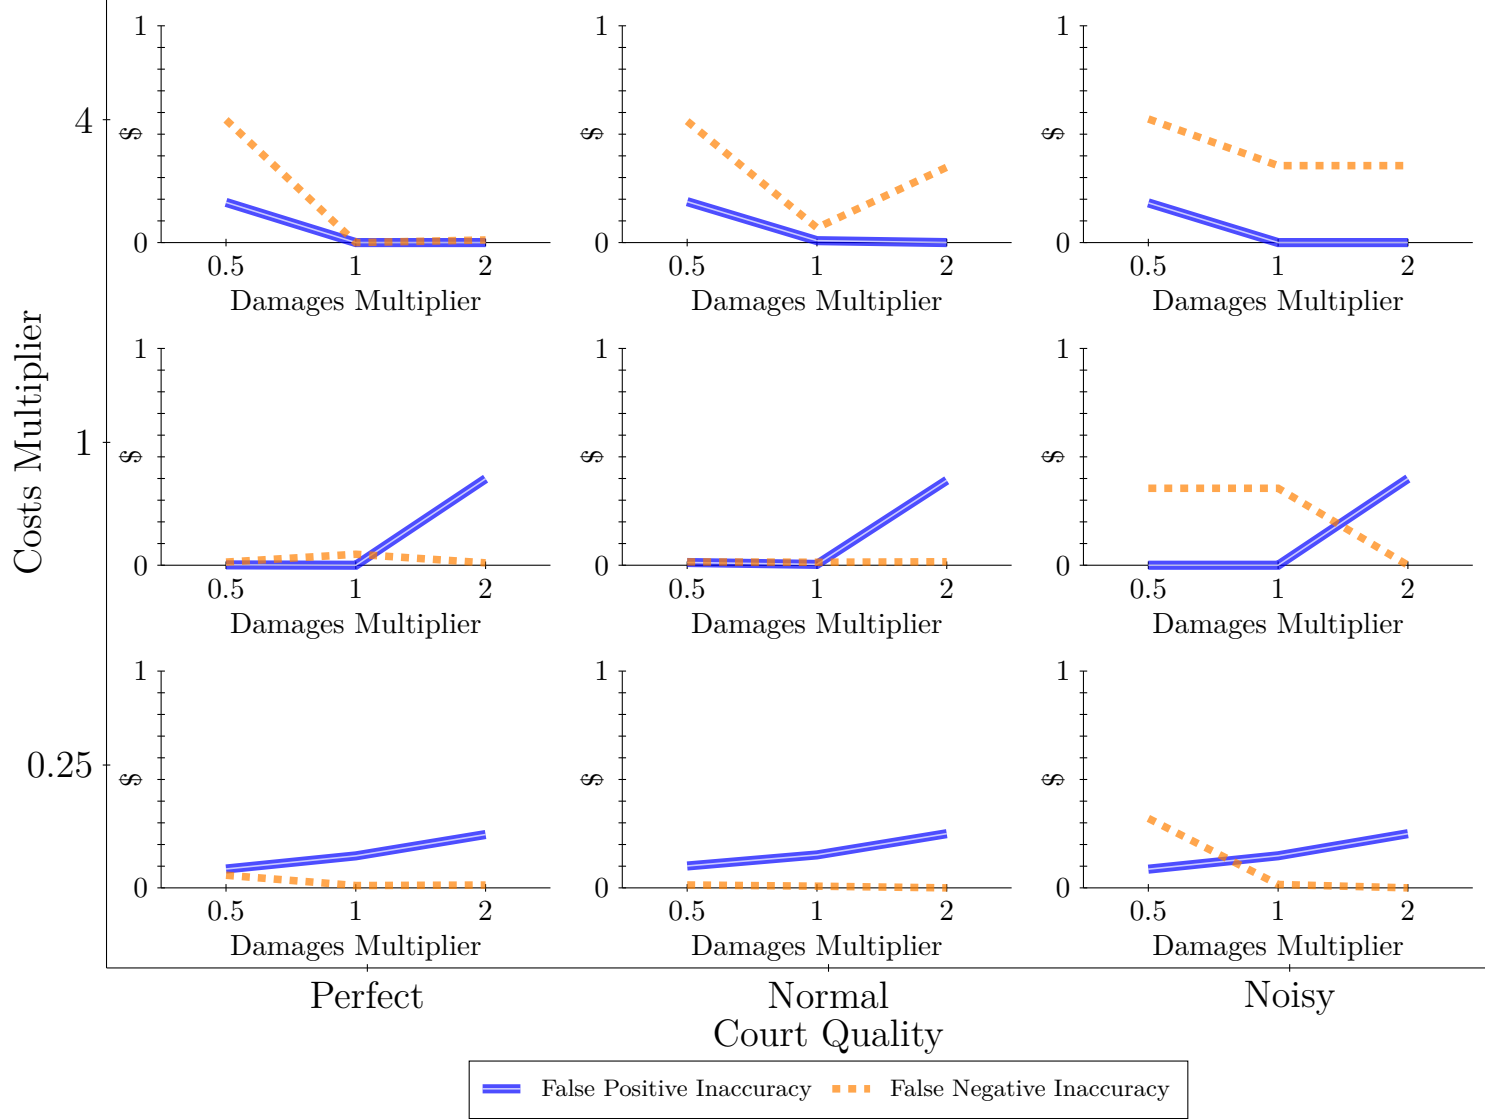 1
$
0
0.5 1 2
Damages Multiplier
1
$
0
0.5 1 2
Damages Multiplier
1
$
0
0.5 1 2
Damages Multiplier
4
1
$
0
0.5 1 2
Damages Multiplier
1
$
0
0.5 1 2
Damages Multiplier
1
$
0
0.5 1 2
Damages Multiplier
1
Costs Multiplier
1
$
0
0.5 1 2
Damages Multiplier
1
$
0
0.5 1 2
Damages Multiplier
1
$
0
0.5 1 2
Damages Multiplier
0.25
Perfect Normal Noisy
Court Quality
False Positive Inaccuracy False Negative Inaccuracy